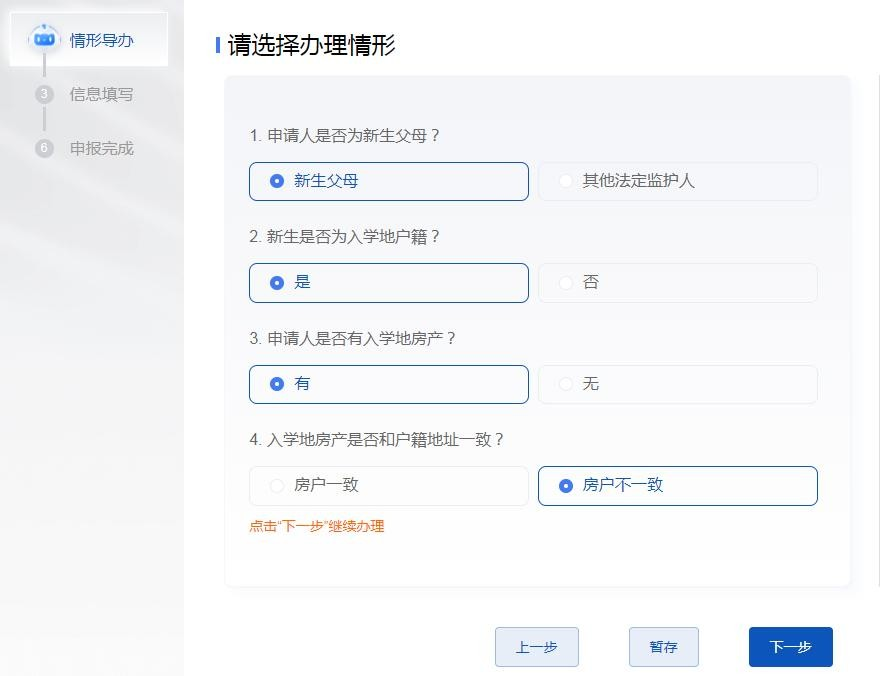 情形导办
3 信息填写
6 申报完成
请选择办理情形
1. 申请人是否为新生父母？
新生父母 其他法定监护人
2. 新生是否为入学地户籍？
是 否
3. 申请人是否有入学地房产？
有 无
4. 入学地房产是否和户籍地址一致？
房户一致 房户不一致
点击“下一步”继续办理
上一步 暂存 下一步